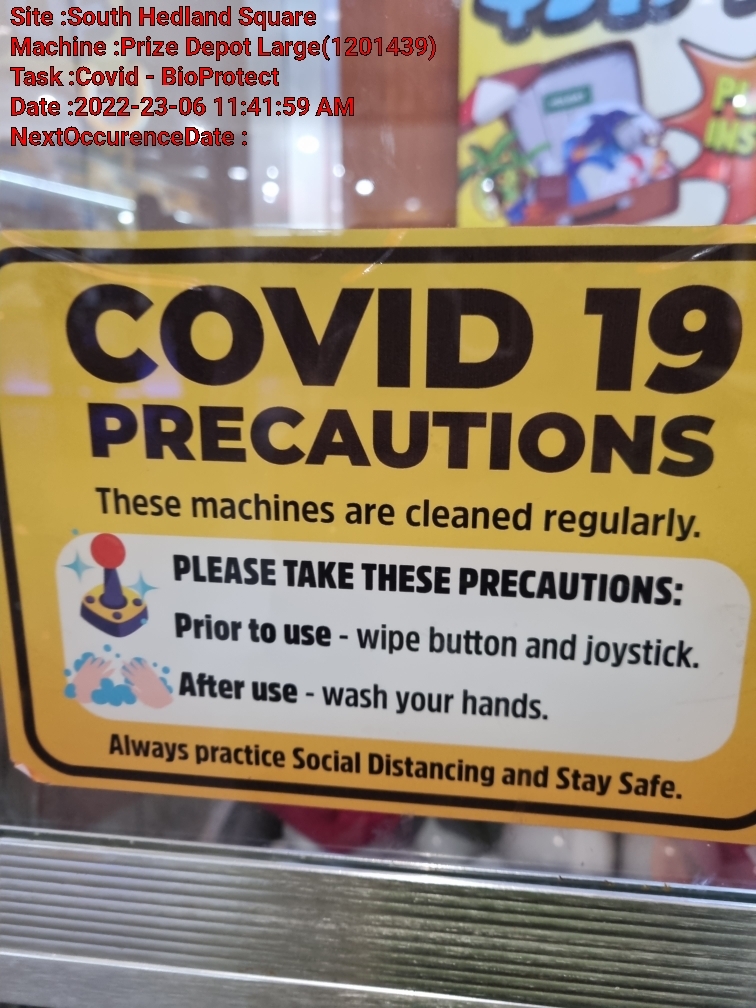 Site :South Hedland Square
Machine :Prize Depot Large(1201439)
Task :Covid - BioProtect
Date :2022-23-06 11:41:59 AM
NextOccurenceDate :
COVID 19
PRECAUTIONS
These machines are cleaned regularly.
PLEASE TAKE THESE PRECAUTIONS:
Prior to use - wipe button and joystick.
After use - wash your hands.
Always practice Social Distancing and Stay Safe.